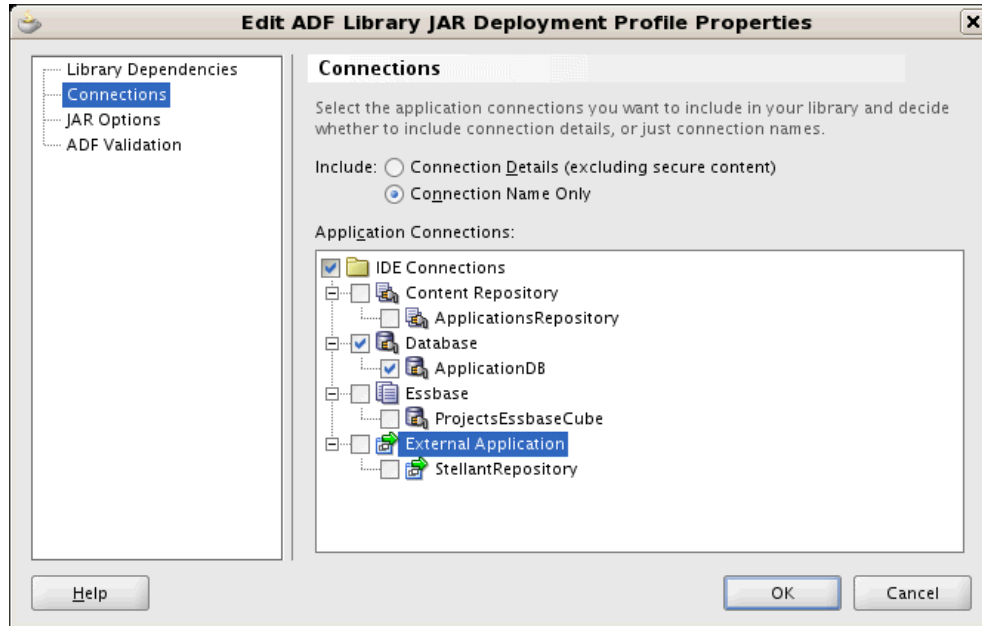 Edit ADF Library JAR Deployment Profile Properties
Library Dependencies
Connections
JAR Options
ADF Validation
Connections
Select the application connections you want to include in your library and decide
whether to include connection details, or just connection names.
Include: Connection Details (excluding secure content)
Connection Name Only
Application Connections:
IDE Connections
Content Repository
ApplicationsRepository
Database
ApplicationDB
Essbase
ProjectsEssbaseCube
External Application
StellantRepository
Help
OK
Cancel